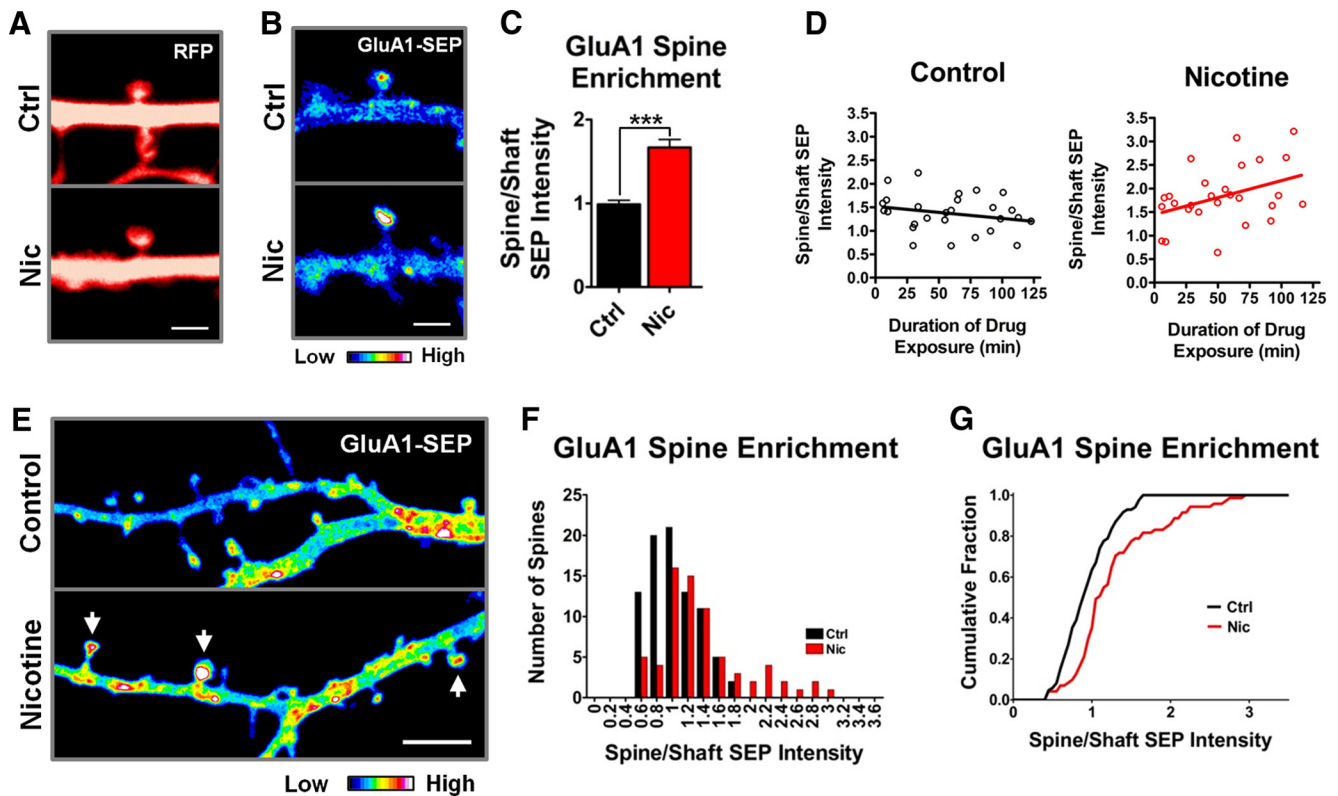 A
RFP
Ctrl
Nic
B
GluA1-SEP
Ctrl
Nic
Low High
C
GluA1 Spine
Enrichment
Spine/Shaft
SEP Intensity
2
1
0
***
Ctrl
Nic
D
Control
Spine/Shaft SEP
Intensity
3.5
3.0
2.5
2.0
1.5
1.0
0.5
0.0
0 25 50 75 100 125
Duration of Drug
Exposure (min)
Nicotine
Spine/Shaft SEP
Intensity
3.5
3.0
2.5
2.0
1.5
1.0
0.5
0.0
0 25 50 75 100 125
Duration of Drug
Exposure (min)
E
GluA1-SEP
Control
Nicotine
Low High
F
GluA1 Spine Enrichment
Number of Spines
25
20
15
10
5
0
Ctrl
Nic
0 0.2 0.4 0.6 0.8 1 1.2 1.4 1.6 1.8 2 2.2 2.4 2.6 2.8 3 3.2 3.4 3.6
Spine/Shaft SEP Intensity
G
GluA1 Spine Enrichment
Cumulative Fraction
1.0
0.8
0.6
0.4
0.2
0.0
Ctrl
Nic
0 1 2 3
Spine/Shaft SEP Intensity